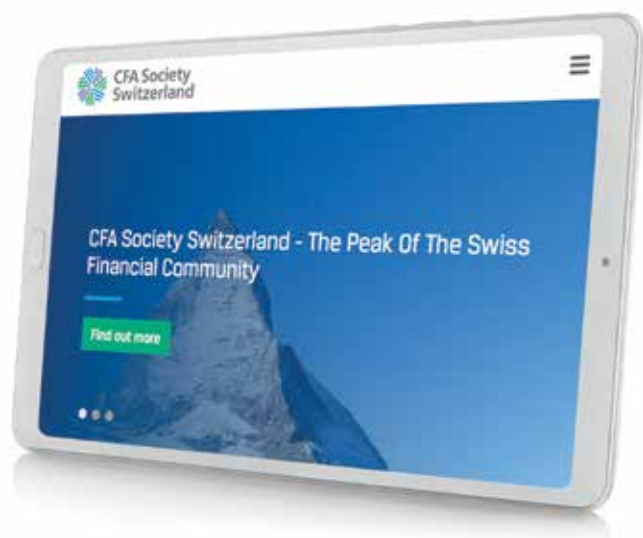 CFA Society
Switzerland
CFA Society Switzerland - The Peak Of The Swiss
Financial Community
Find out more